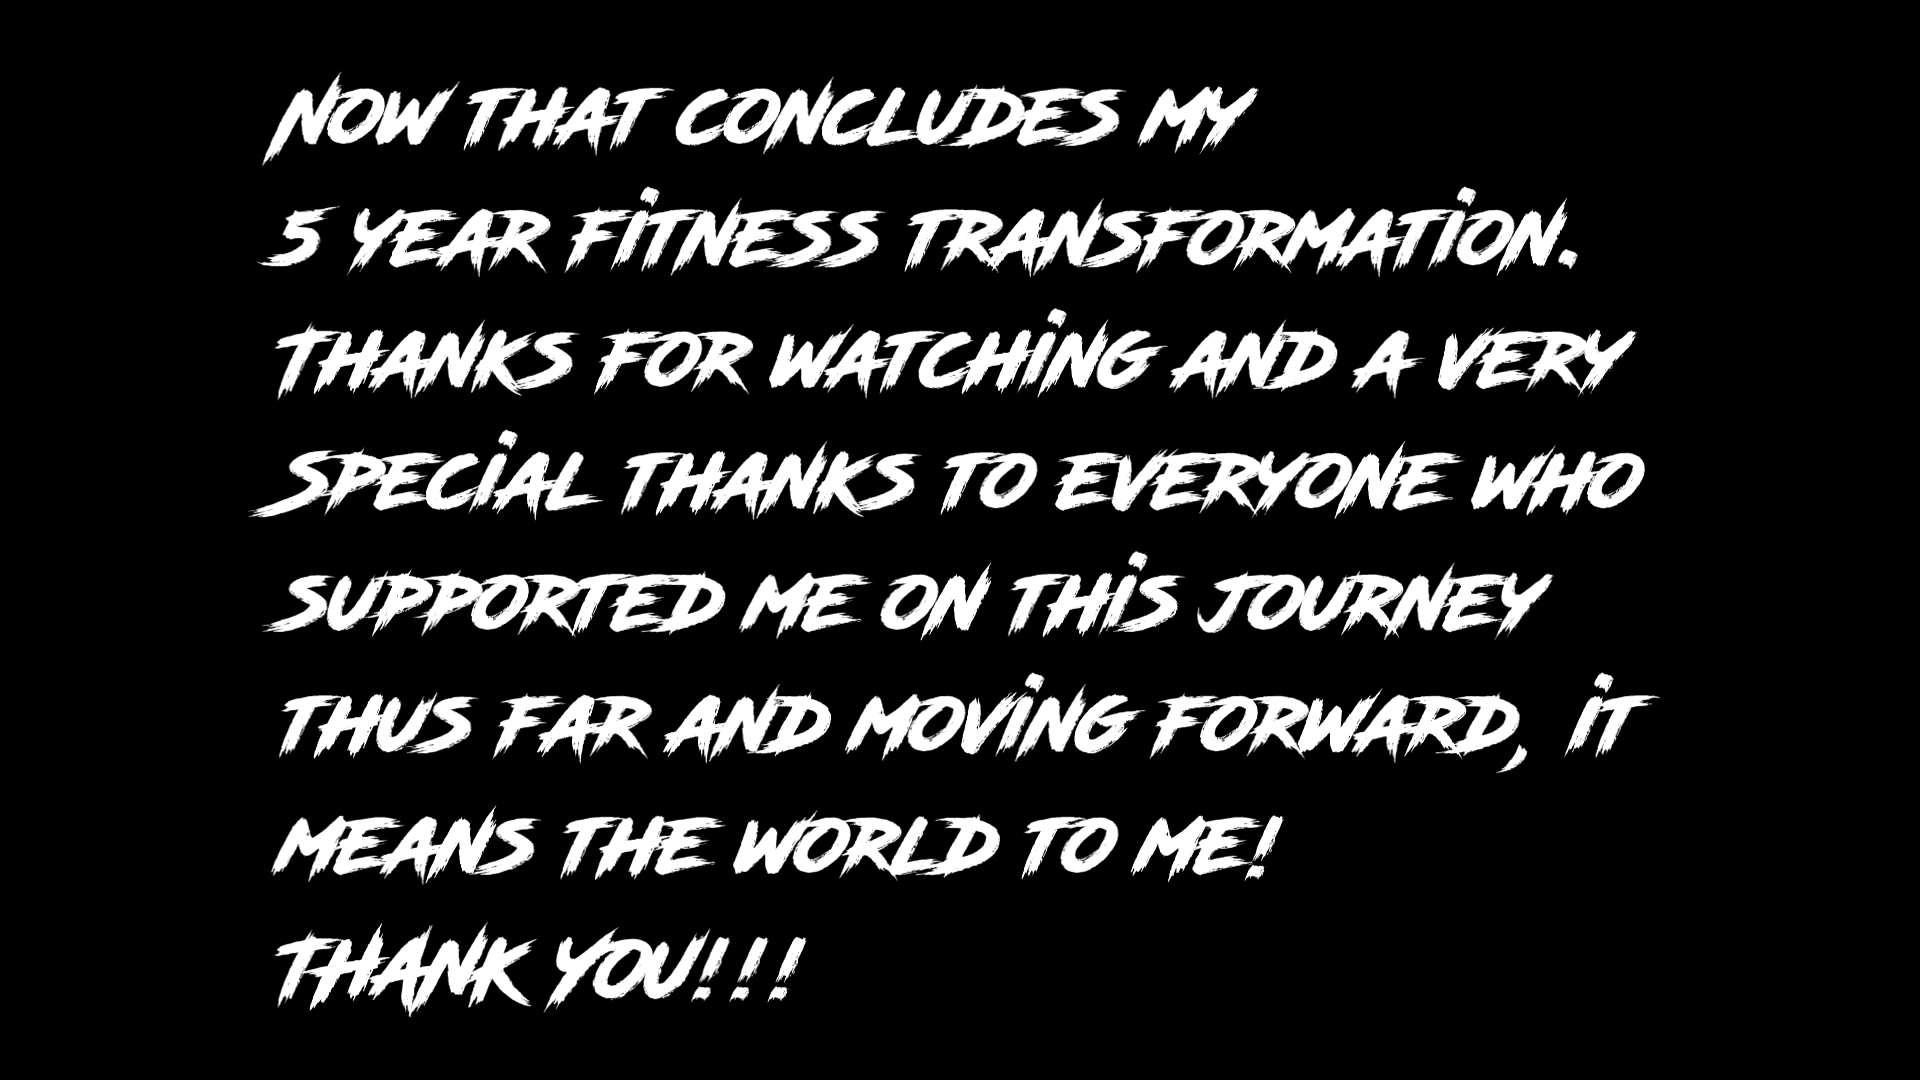 NOW THAT CONCLUDES MY
5 YEAR FITNESS TRANSFORMATION.
THANKS FOR WATCHING AND A VERY
SPECIAL THANKS TO EVERYONE WHO
SUPPORTED ME ON THIS JOURNEY
THUS FAR AND MOVING FORWARD, IT
MEANS THE WORLD TO ME!
THANK YOU!!!